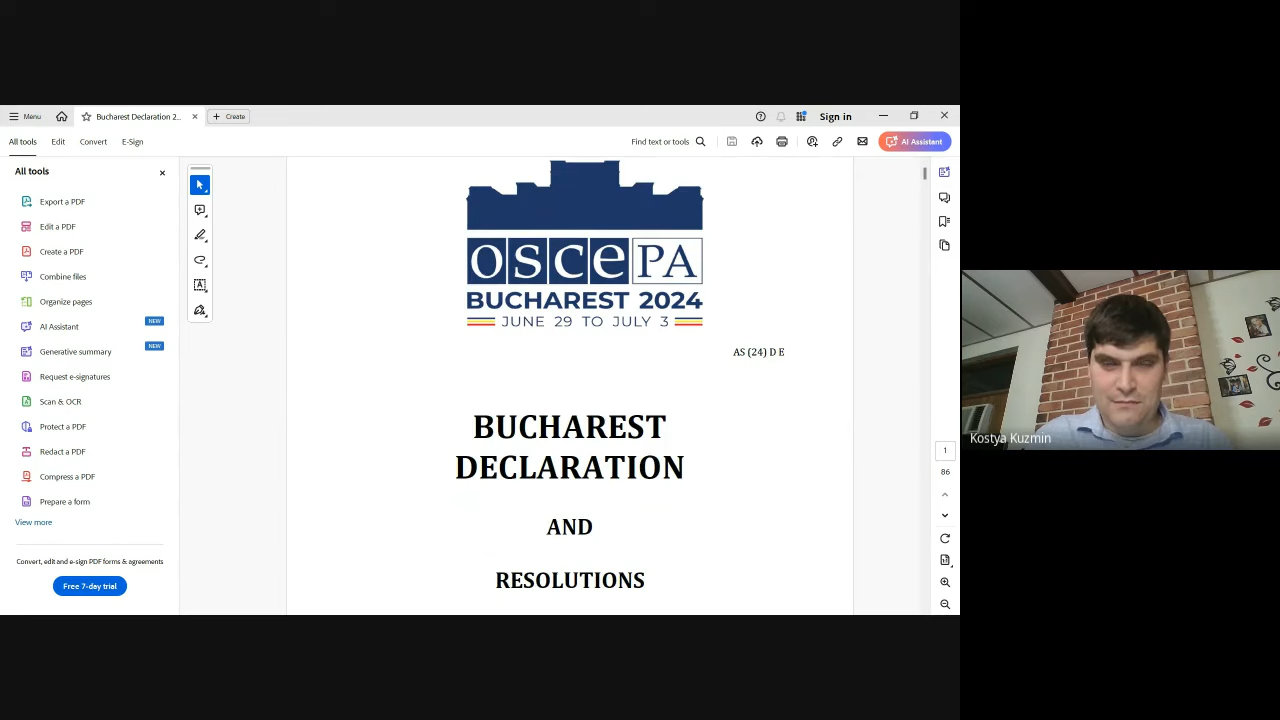 Menu
Bucharest Declaration 2...
Create
Sign in
All tools
Edit
Convert
E-Sign
Find text or tools
AI Assistant
All tools
Export a PDF
Edit a PDF
Create a PDF
Combine files
Organize pages
AI Assistant
NEW
Generative summary
NEW
Request e-signatures
Scan & OCR
Protect a PDF
Redact a PDF
Compress a PDF
Prepare a form
View more
Convert, edit and e-sign PDF forms & agreements
Free 7-day trial
oscePA
BUCHAREST 2024
JUNE 29 TO JULY 3
AS (24) D E
BUCHAREST
DECLARATION
AND
RESOLUTIONS
1
86
Kostya Kuzmin